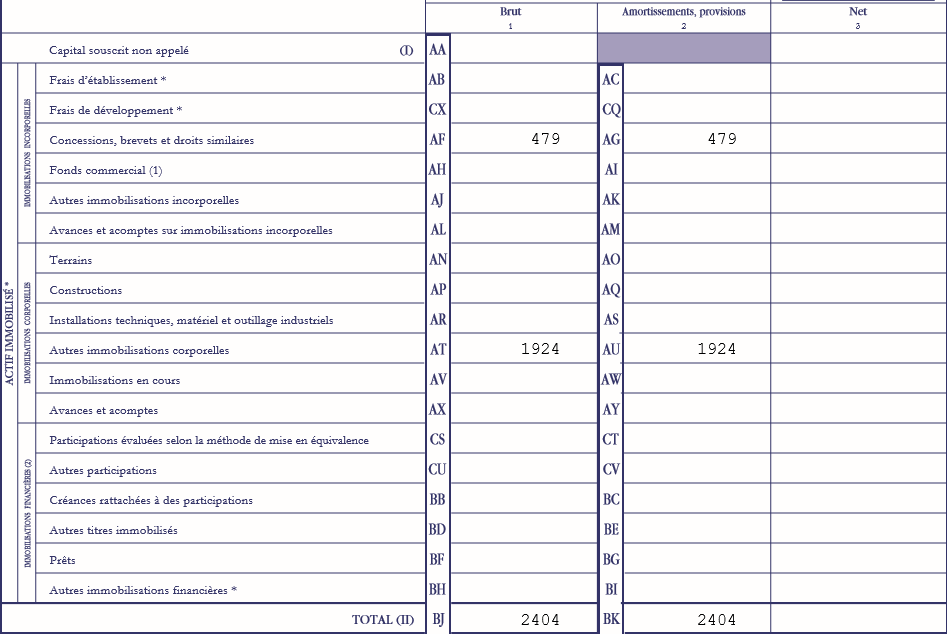 Brut Amortissements, provisions Net
1 2 3
Capital souscrit non appelé (I) AA
ACTIF IMMOBILISÉ *
IMMOBILISATIONS INCORPORELLES
Frais d'établissement * AB AC
Frais de développement * CX CQ
Concessions, brevets et droits similaires AF 479 AG 479
Fonds commercial (1) AH AI
Autres immobilisations incorporelles AJ AK
Avances et acomptes sur immobilisations incorporelles AL AM
IMMOBILISATIONS CORPORELLES
Terrains AN AO
Constructions AP AQ
Installations techniques, matériel et outillage industriels AR AS
Autres immobilisations corporelles AT 1924 AU 1924
Immobilisations en cours AV AW
Avances et acomptes AX AY
IMMOBILISATIONS FINANCIÈRES (2)
Participations évaluées selon la méthode de mise en équivalence CS CT
Autres participations CU CV
Créances rattachées à des participations BB BC
Autres titres immobilisés BD BE
Prêts BF BG
Autres immobilisations financières * BH BI
TOTAL (II) BJ 2404 BK 2404